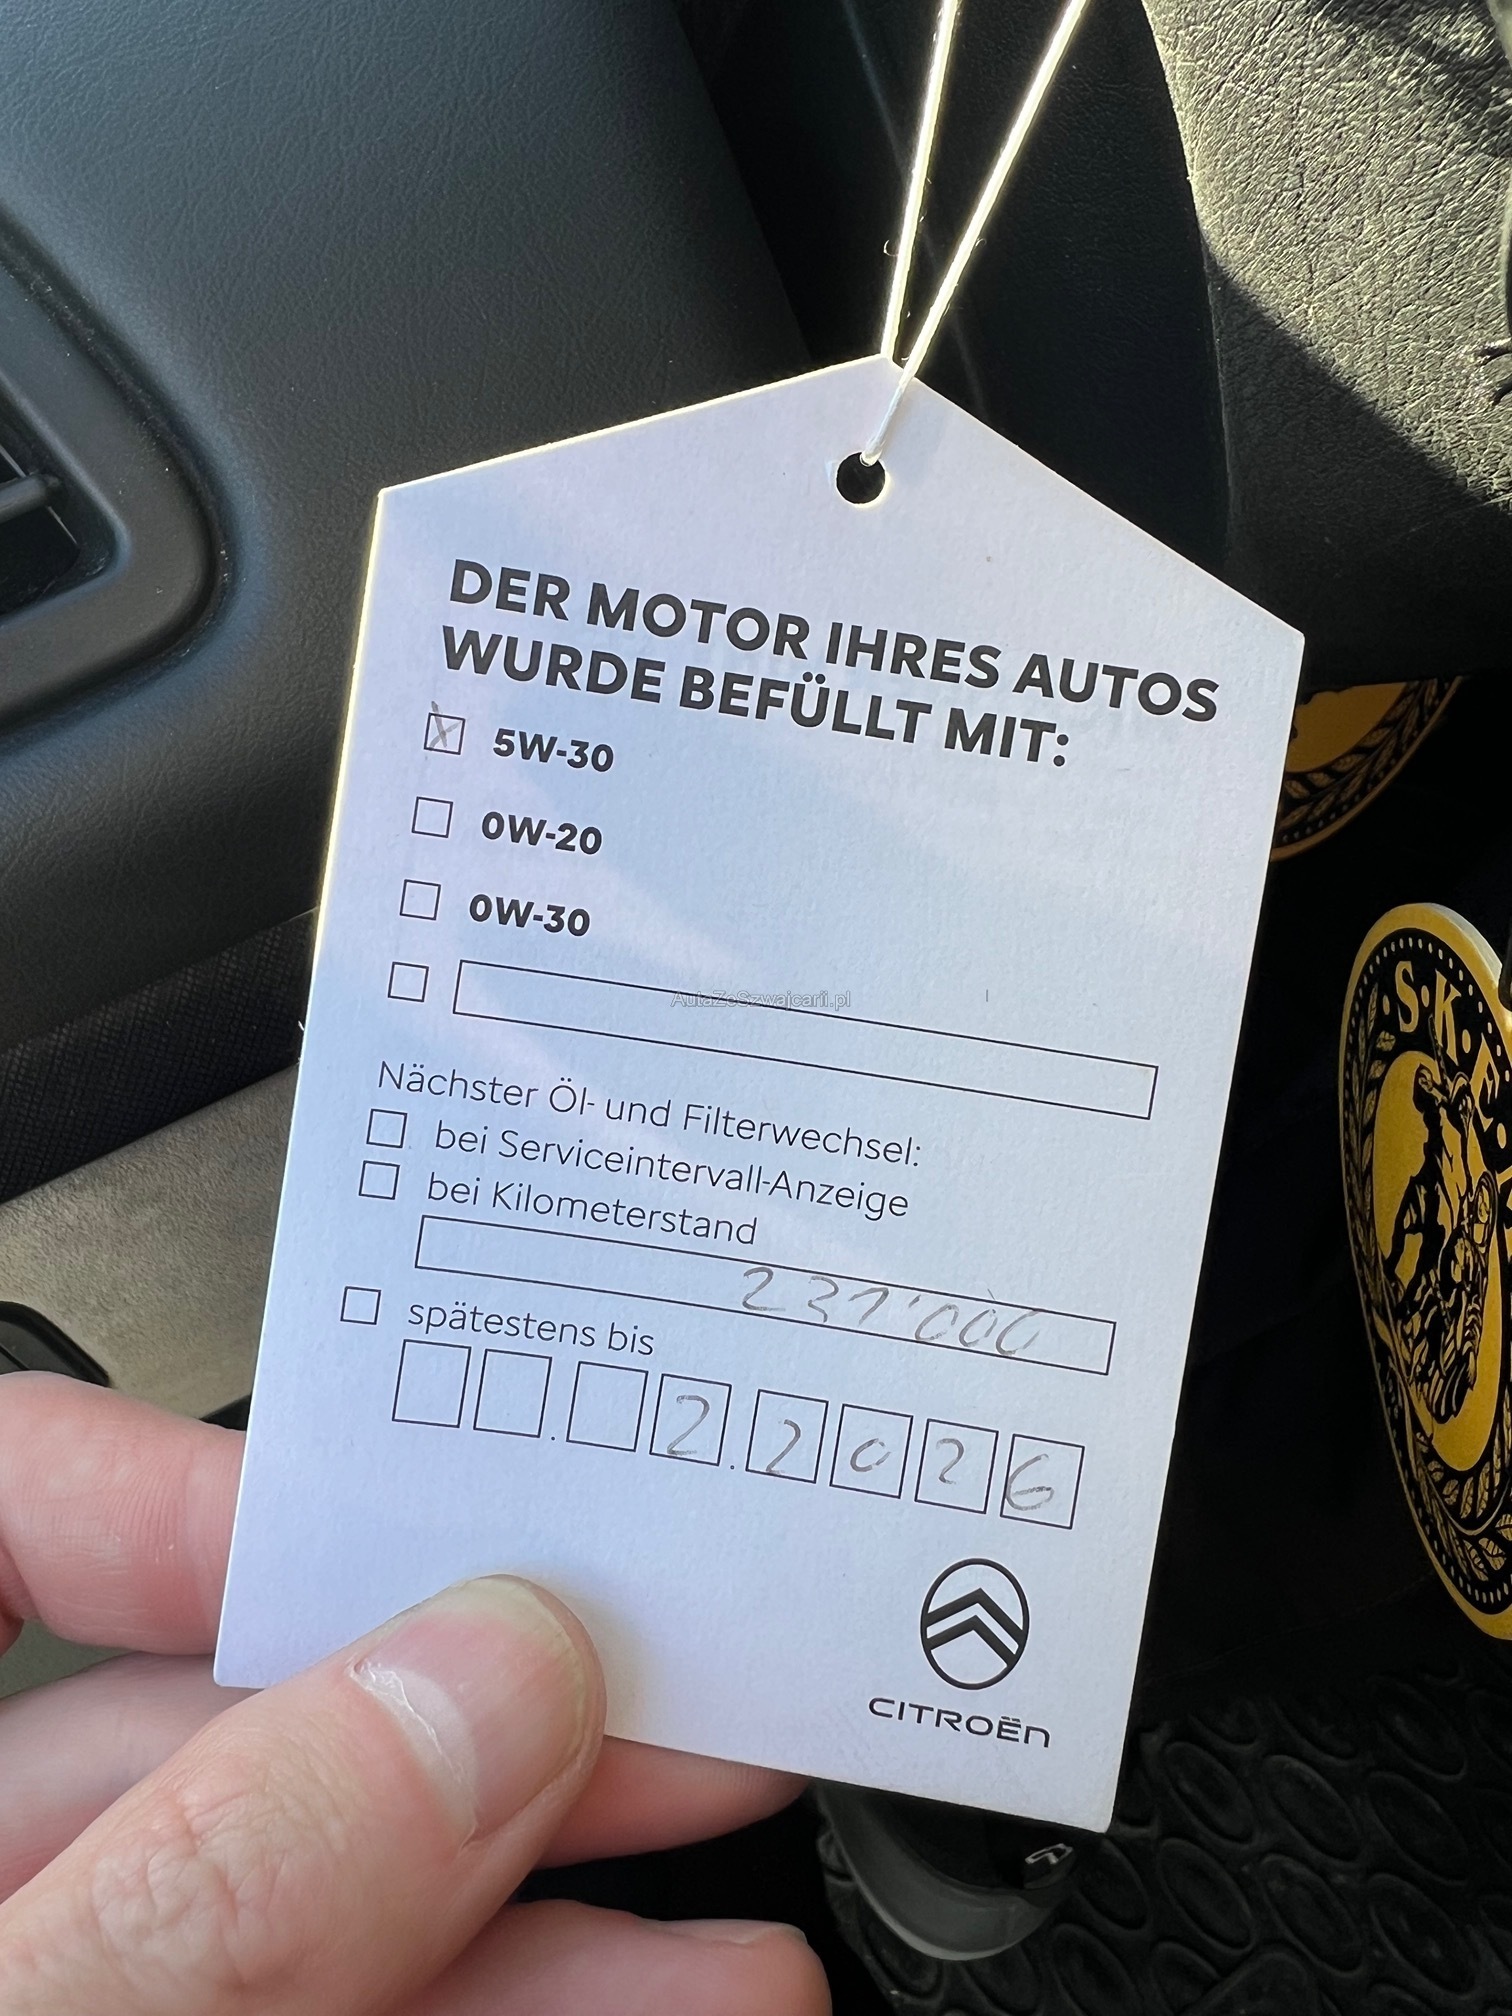 DER MOTOR IHRES AUTOS
WURDE BEFÜLLT MIT:
5W-30
0W-20
0W-30
AutaZeSzwajcarii.pl
Nächster Öl- und Filterwechsel:
bei Serviceintervall-Anzeige
bei Kilometerstand
231'000
spätestens bis
. 2.2026
CITROËN
S.K.